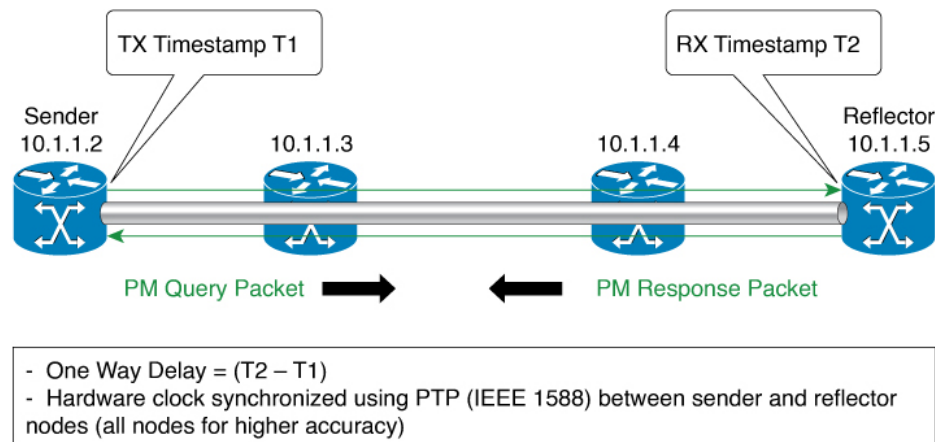 TX Timestamp T1
RX Timestamp T2
Sender
10.1.1.2
10.1.1.3
10.1.1.4
Reflector
10.1.1.5
PM Query Packet
PM Response Packet
- One Way Delay = (T2 – T1)
- Hardware clock synchronized using PTP (IEEE 1588) between sender and reflector
nodes (all nodes for higher accuracy)